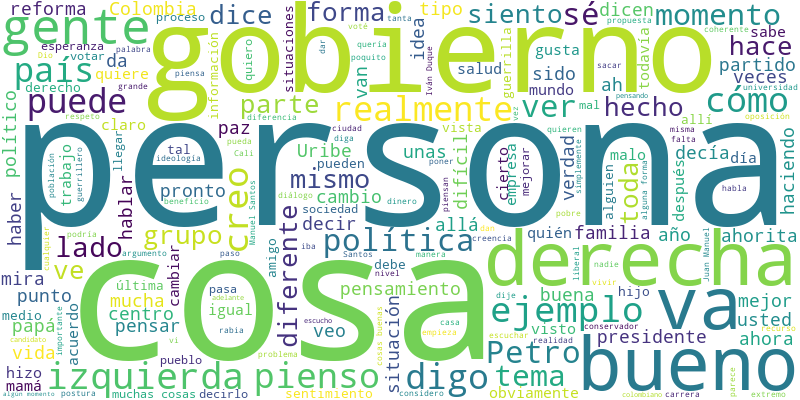 reforma
Colombia
proceso
dice
forma
siento
sé
momento
gente
gobierno
persona
cosa
derecha
bueno
va
país
puede
parte
realmente
ver
hecho
cómo
hace
creo
mismo
política
izquierda
pienso
digo
ejemplo
Petro
tema
diferente
lado
grupo
ve
paz
Uribe
unas
cambio
decir
allá
difícil
empresa
cierto
verdad
malo
toda
decía
día
haciendo
después
alguien
mejorar
partido
veces
sabe
todavía
mundo
sido
ah
salud
van
idea
tipo
dicen
gusta
guerrilla
información
situaciones
quiero
quiere
da
votar
esperanza
palabra
derecho
grande
político
claro
tal
ideología
pronto
hablar
haber
llegar
trabajo
guerrillero
población
respeto
mira
punto
medio
papá
vida
hizo
mamá
acuerdo
importante
candidato
algún momento
postura
última
mucha
centro
pensar
cambiar
pasa
igual
adelante
rabia
pueblo
muchas cosas
decirlo
sentimiento
problema
escucho
veo
amigo
iba
Santos
sociedad
diálogo
beneficio
Manuel Santos
Cali
pueda
diferencia
piensa
voté
quería
poquito
dar
Iván Duque
tanta
propuesta
coherente
sacar
pensando
universidad
oposición
mal
vez
vista
ciudad
diga
pueden
poner
dinero
piensan
simplemente
quieren
alguna forma
allí
misma
falta
habla
pobre
creencia
manera
nivel
debe
pensamiento
situación
considero
empieza
casa
cosas buenas
dije
realidad
escuchar
vivir
liberal
nadie
conservador
visto
buena
hijo
quién
familia
año
ahorita
Juan Manuel
mejor
usted
presidente
ahora
recurso
obviamente
carrera
colombiano
parece
extremo
argumento
podría
cualquier
paso
vi
dan